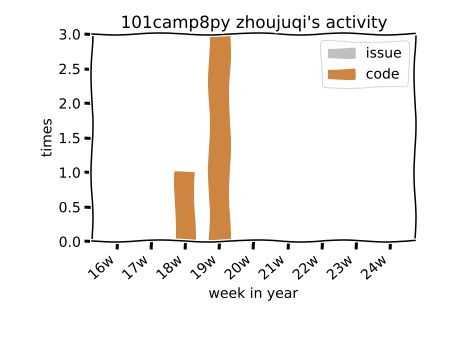 101camp8py zhoujuqi's activity
3.0
2.5
2.0
1.5
1.0
0.5
0.0
times
issue
code
16w
17w
18w
19w
20w
21w
22w
23w
24w
week in year